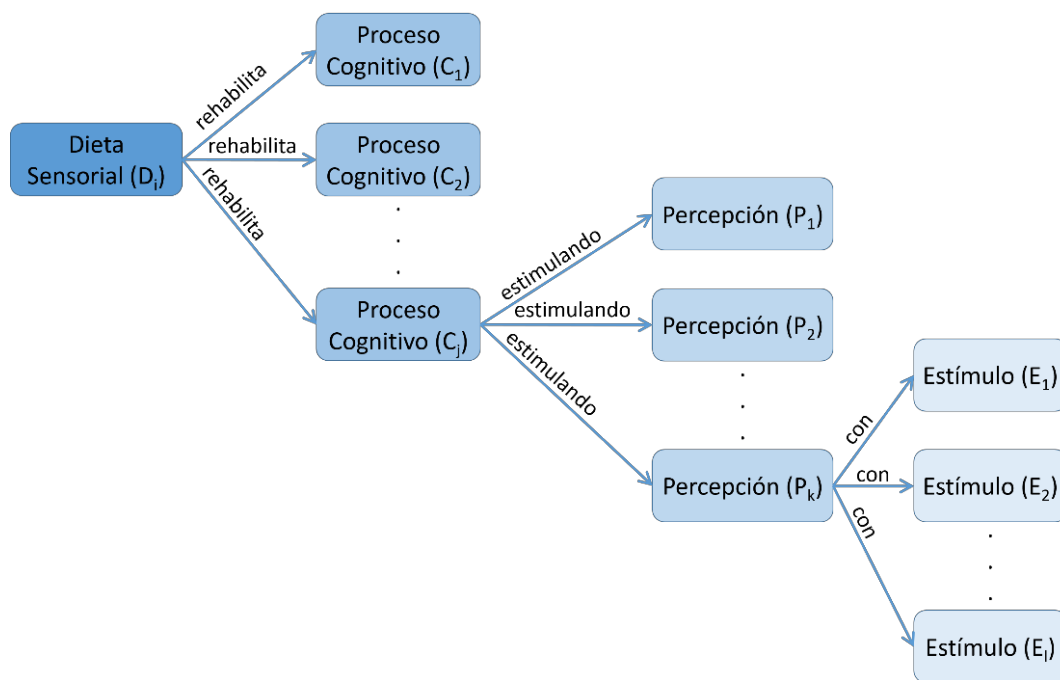 Dieta
Sensorial (Di)
rehabilita
rehabilita
rehabilita
Proceso
Cognitivo (C1)
Proceso
Cognitivo (C2)
.
.
.
Proceso
Cognitivo (Cj)
estimulando
estimulando
estimulando
Percepción (P1)
Percepción (P2)
.
.
.
Percepción (Pk)
con
con
con
Estímulo (E1)
Estímulo (E2)
.
.
.
Estímulo (El)